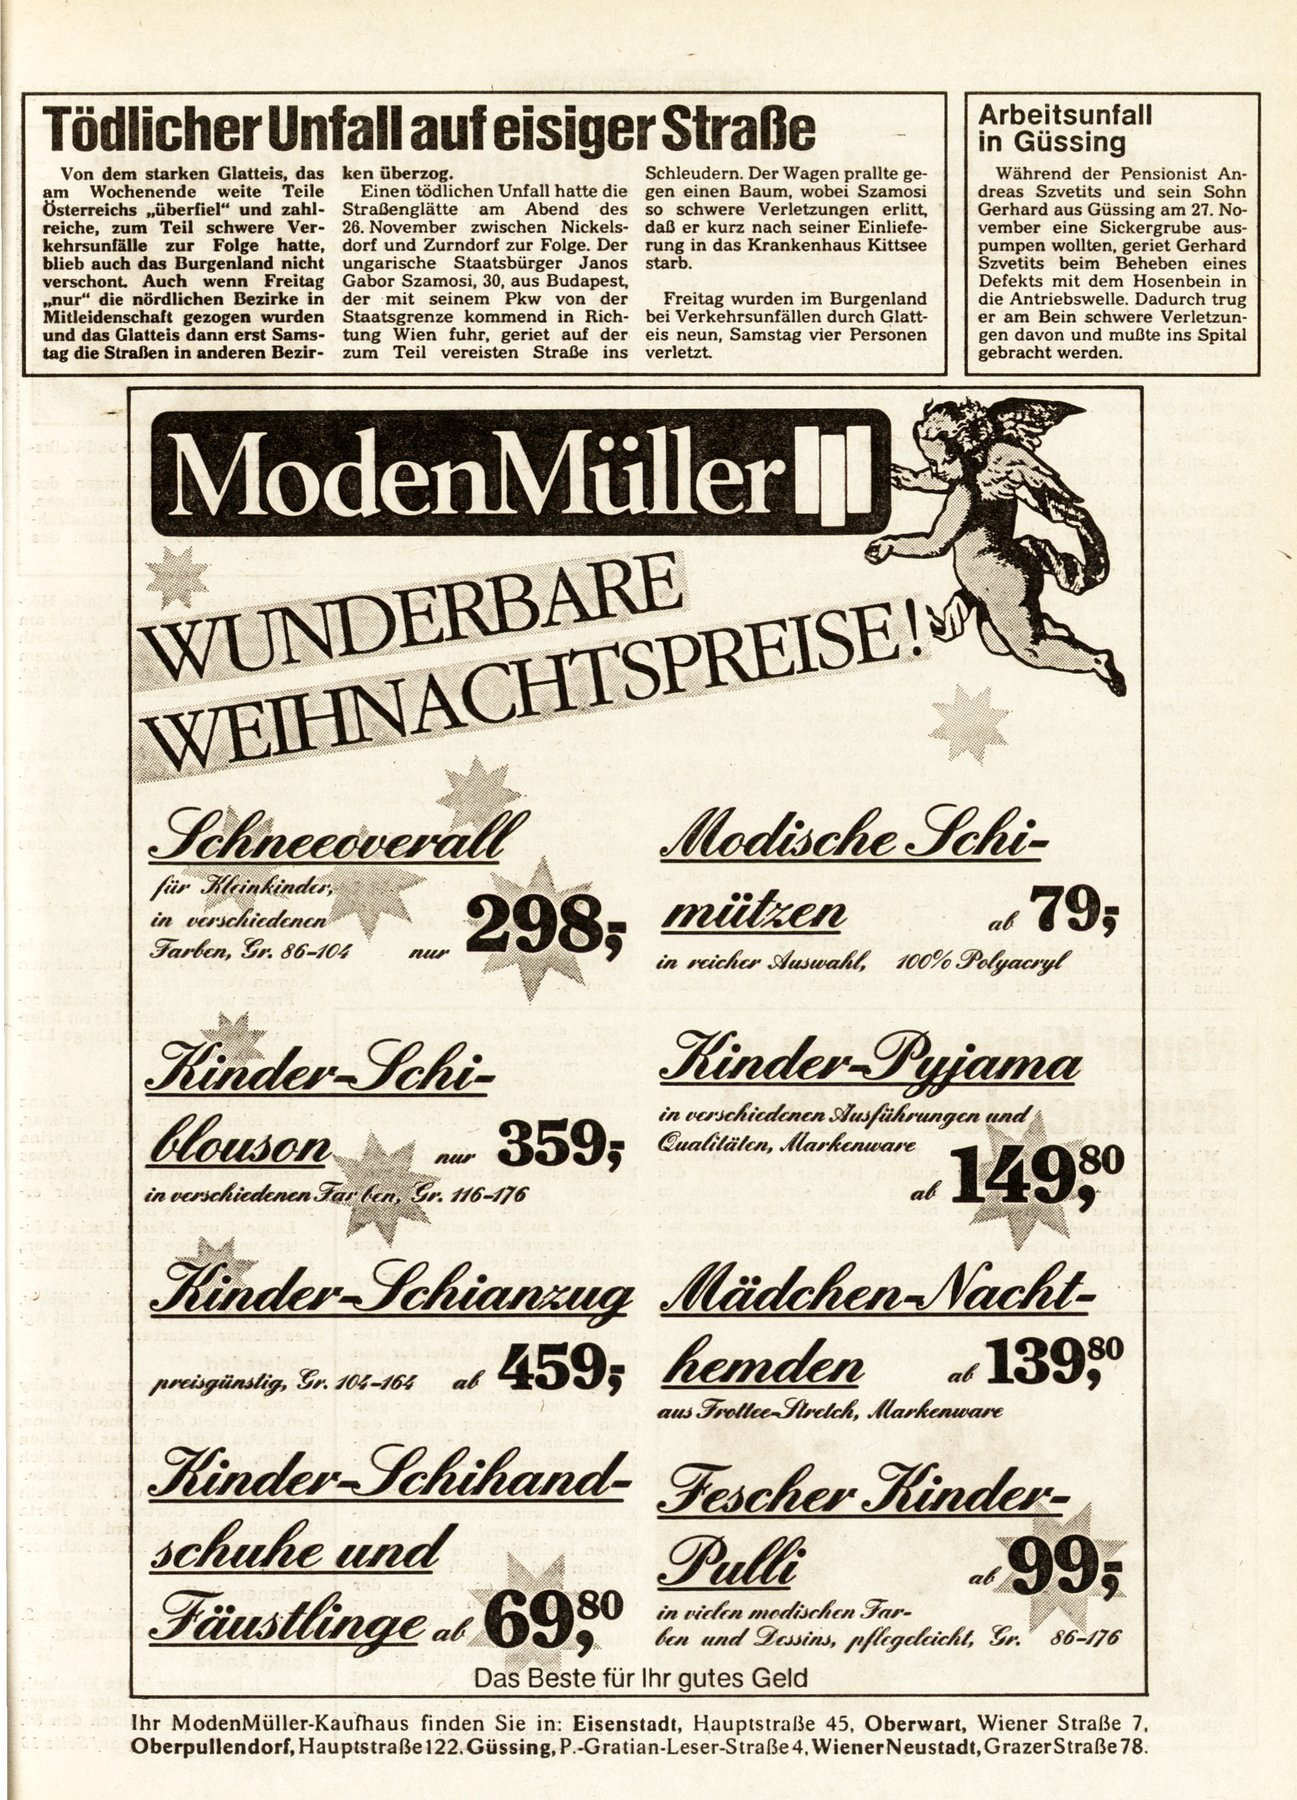 Tödlicher Unfall auf eisiger Straße
Von dem starken Glatteis, das
am Wochenende weite Teile
Österreichs „überfiel“ und zahl-
reiche, zum Teil schwere Ver-
kehrsunfälle zur Folge hatte,
blieb auch das Burgenland nicht
verschont. Auch wenn Freitag
„nur“ die nördlichen Bezirke in
Mitleidenschaft gezogen wurden
und das Glatteis dann erst Sams-
tag die Straßen in anderen Bezir-
ken überzog.
Einen tödlichen Unfall hatte die
Straßenglätte am Abend des
26. November zwischen Nickels-
dorf und Zurndorf zur Folge. Der
ungarische Staatsbürger Janos
Gabor Szamosi, 30, aus Budapest,
der mit seinem Pkw von der
Staatsgrenze kommend in Rich-
tung Wien fuhr, geriet auf der
zum Teil vereisten Straße ins
Schleudern. Der Wagen prallte ge-
gen einen Baum, wobei Szamosi
so schwere Verletzungen erlitt,
daß er kurz nach seiner Einliefe-
rung in das Krankenhaus Kittsee
starb.
Freitag wurden im Burgenland
bei Verkehrsunfällen durch Glatt-
eis neun, Samstag vier Personen
verletzt.
Arbeitsunfall
in Güssing
Während der Pensionist An-
dreas Szvetits und sein Sohn
Gerhard aus Güssing am 27. No-
vember eine Sickergrube aus-
pumpen wollten, geriet Gerhard
Szvetits beim Beheben eines
Defekts mit dem Hosenbein in
die Antriebswelle. Dadurch trug
er am Bein schwere Verletzun-
gen davon und mußte ins Spital
gebracht werden.
ModenMüller
WUNDERBARE
WEIHNACHTSPREISE!
Schneeoverall
für Kleinkinder,
in verschiedenen
Farben, Gr. 86–104 nur 298,-
Modische Schi-
mützen ab 79,-
in reicher Auswahl, 100% Polyacryl
Kinder-Schi-
blouson nur 359,-
in verschiedenen Farben, Gr. 116–176
Kinder-Pyjama
in verschiedenen Ausführungen und
Qualitäten, Markenware
ab 149,80
Kinder-Schianzug
preisgünstig, Gr. 104–164 ab 459,-
Mädchen-Nacht-
hemden ab 139,80
aus Frottee-Stretch, Markenware
Kinder-Schihand-
schuhe und
Fäustlinge ab 69,80
Fescher Kinder-
Pulli ab 99,-
in vielen modischen Far-
ben und Dessins, pflegeleicht, Gr. 86–176
Das Beste für Ihr gutes Geld
Ihr ModenMüller-Kaufhaus finden Sie in: Eisenstadt, Hauptstraße 45, Oberwart, Wiener Straße 7,
Oberpullendorf, Hauptstraße 122, Güssing, P.-Gratian-Leser-Straße 4, Wiener Neustadt, Grazer Straße 78.